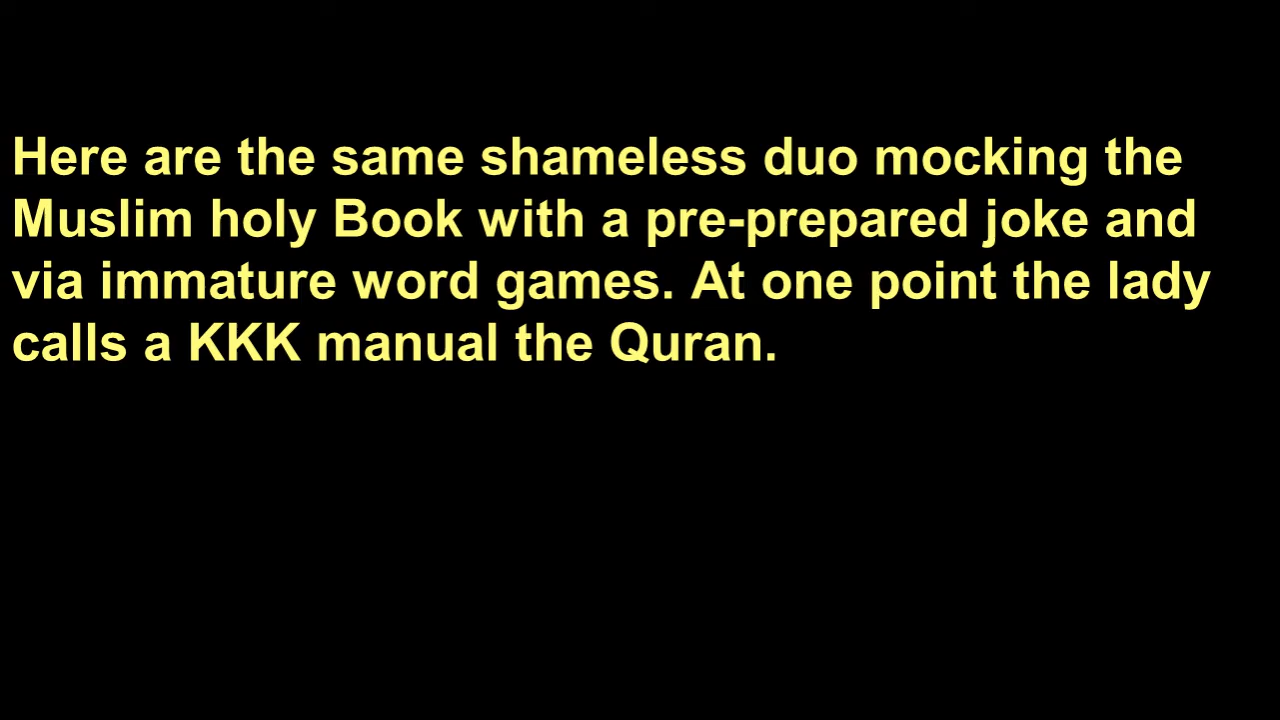 Here are the same shameless duo mocking the
Muslim holy Book with a pre-prepared joke and
via immature word games. At one point the lady
calls a KKK manual the Quran.